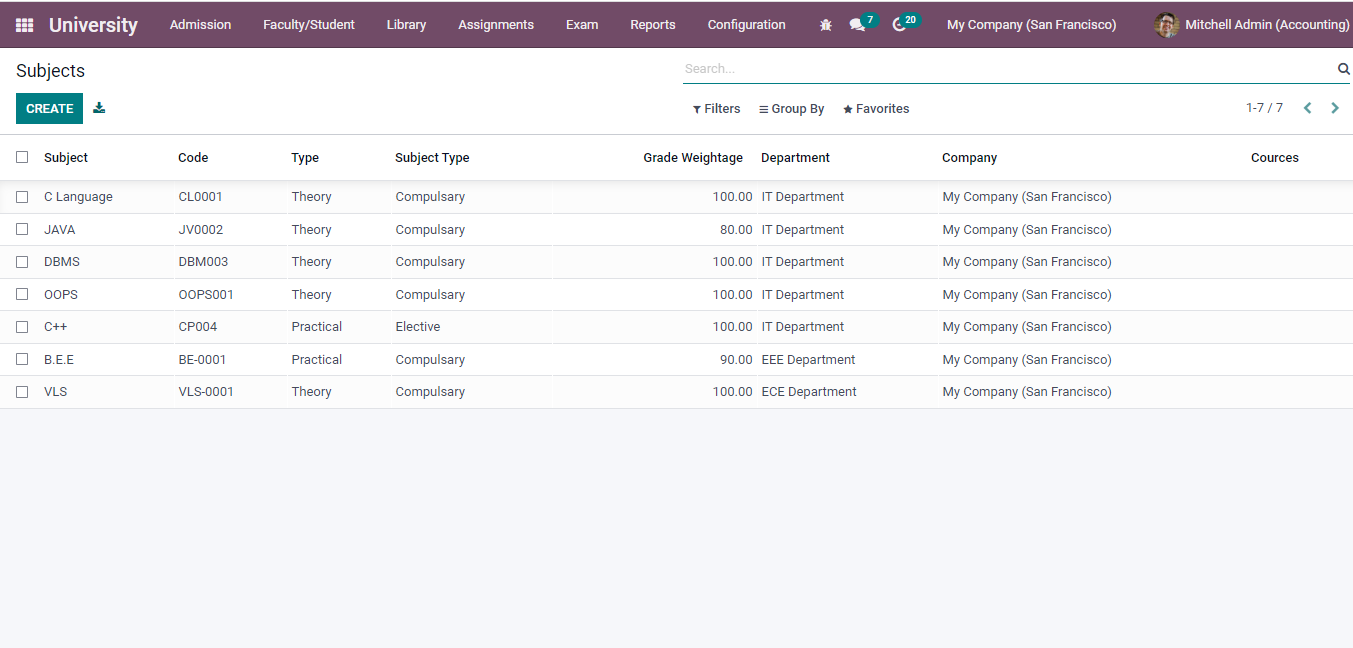 University Admission Faculty/Student Library Assignments Exam Reports Configuration 7 20 My Company (San Francisco) Mitchell Admin (Accounting)
Subjects Search...
CREATE Filters Group By Favorites 1-7 / 7
Subject Code Type Subject Type Grade Weightage Department Company Cources
C Language CL0001 Theory Compulsary 100.00 IT Department My Company (San Francisco)
JAVA JV0002 Theory Compulsary 80.00 IT Department My Company (San Francisco)
DBMS DBM003 Theory Compulsary 100.00 IT Department My Company (San Francisco)
OOPS OOPS001 Theory Compulsary 100.00 IT Department My Company (San Francisco)
C++ CP004 Practical Elective 100.00 IT Department My Company (San Francisco)
B.E.E BE-0001 Practical Compulsary 90.00 EEE Department My Company (San Francisco)
VLS VLS-0001 Theory Compulsary 100.00 ECE Department My Company (San Francisco)